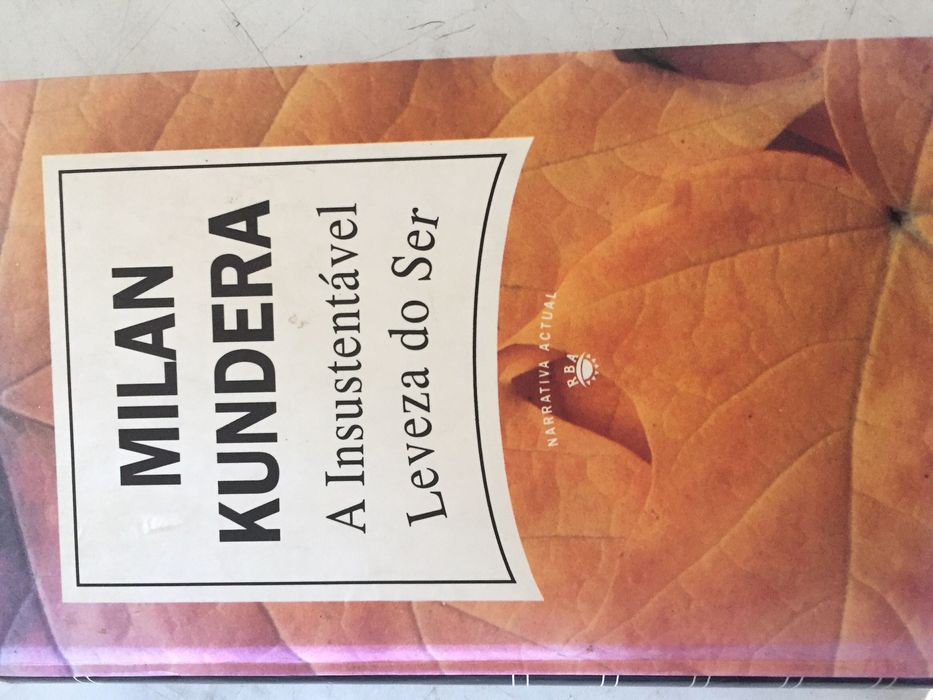 MILAN
KUNDERA
A Insustentável
Leveza do Ser
NARRATIVA ACTUAL
RBA